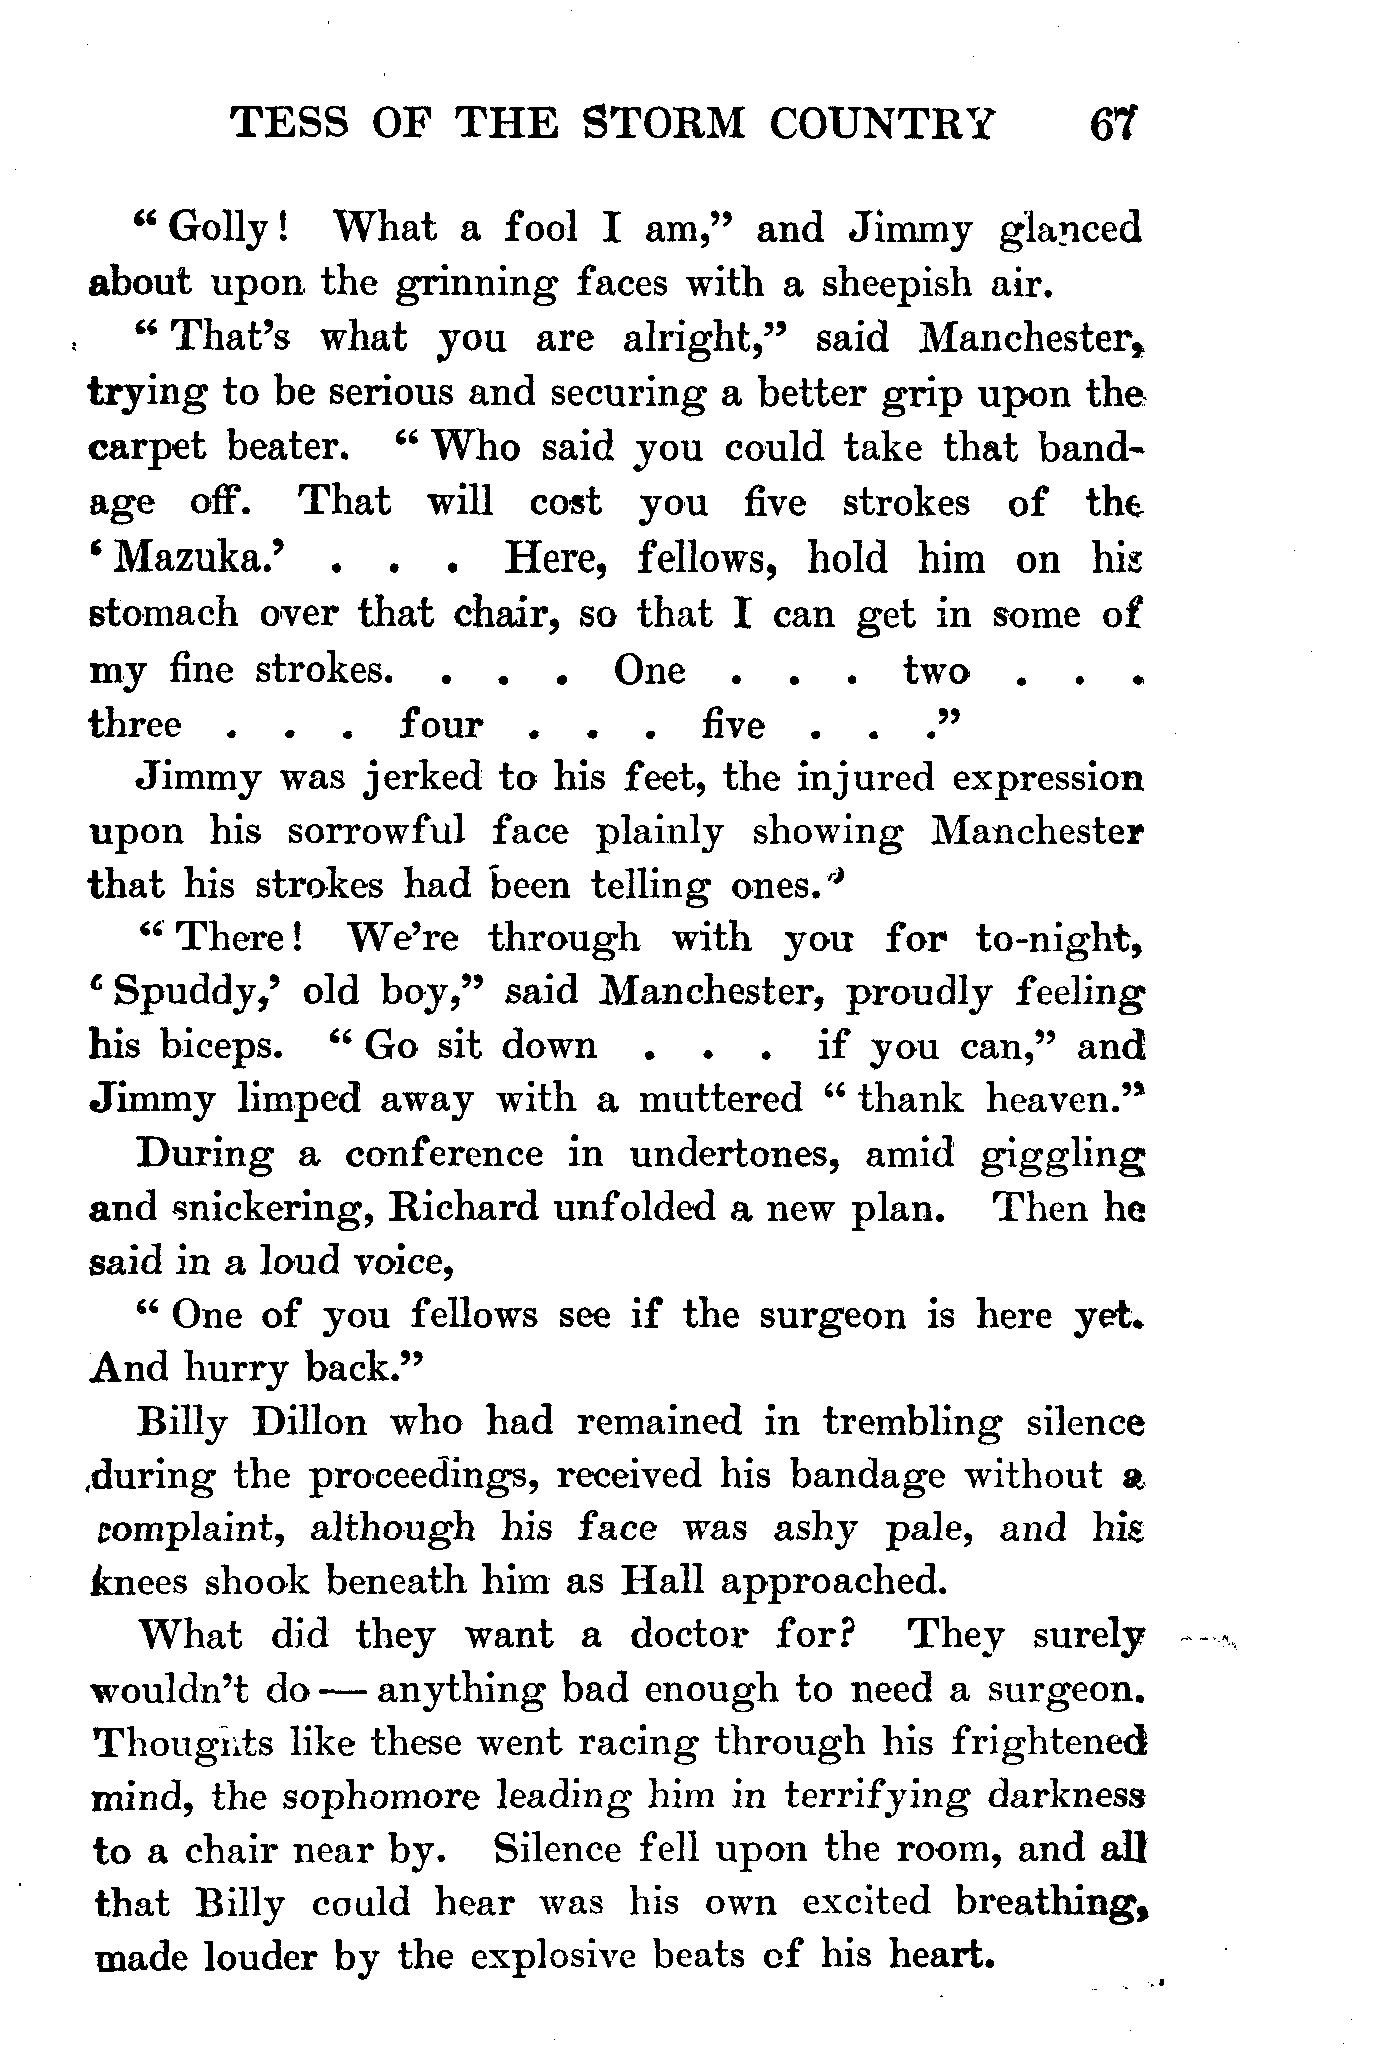 TESS OF THE STORM COUNTRY 67
“ Golly! What a fool I am,” and Jimmy glanced
about upon the grinning faces with a sheepish air.
“ That’s what you are alright,” said Manchester,
trying to be serious and securing a better grip upon the
carpet beater. “ Who said you could take that band-
age off. That will cost you five strokes of the
‘ Mazuka.’ . . . Here, fellows, hold him on his
stomach over that chair, so that I can get in some of
my fine strokes. . . . One . . . two . . .
three . . . four . . . five . . .”
Jimmy was jerked to his feet, the injured expression
upon his sorrowful face plainly showing Manchester
that his strokes had been telling ones.”
“ There! We’re through with you for to-night,
‘ Spuddy,’ old boy,” said Manchester, proudly feeling
his biceps. “ Go sit down . . . if you can,” and
Jimmy limped away with a muttered “ thank heaven.”
During a conference in undertones, amid giggling
and snickering, Richard unfolded a new plan. Then he
said in a loud voice,
“ One of you fellows see if the surgeon is here yet.
And hurry back.”
Billy Dillon who had remained in trembling silence
during the proceedings, received his bandage without a
complaint, although his face was ashy pale, and his
knees shook beneath him as Hall approached.
What did they want a doctor for? They surely
wouldn’t do — anything bad enough to need a surgeon.
Thoughts like these went racing through his frightened
mind, the sophomore leading him in terrifying darkness
to a chair near by. Silence fell upon the room, and all
that Billy could hear was his own excited breathing,
made louder by the explosive beats of his heart.